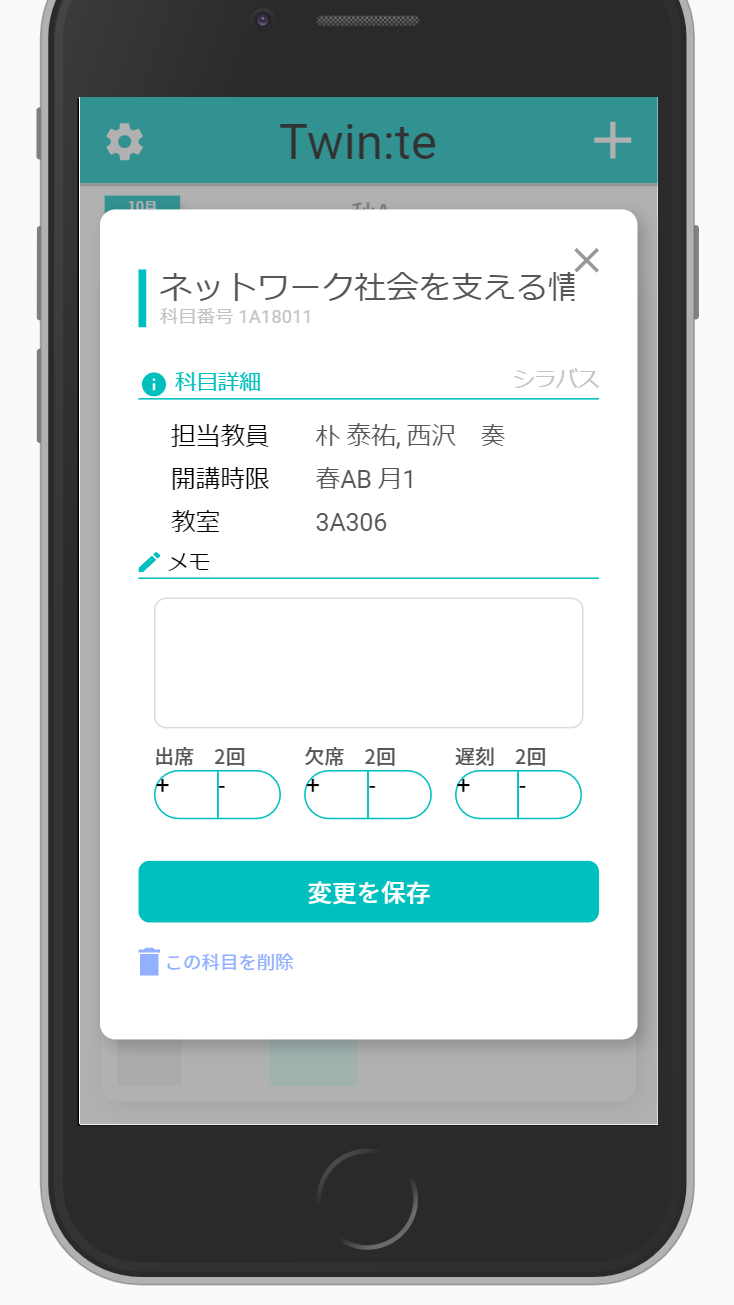 Twin:te
10月
秋A
ネットワーク社会を支える情
科目番号 1A18011
科目詳細 シラバス
担当教員 朴 泰祐, 西沢　奏
開講時限 春AB 月1
教室 3A306
メモ
出席 2回 欠席 2回 遅刻 2回
+ - + - + -
変更を保存
この科目を削除